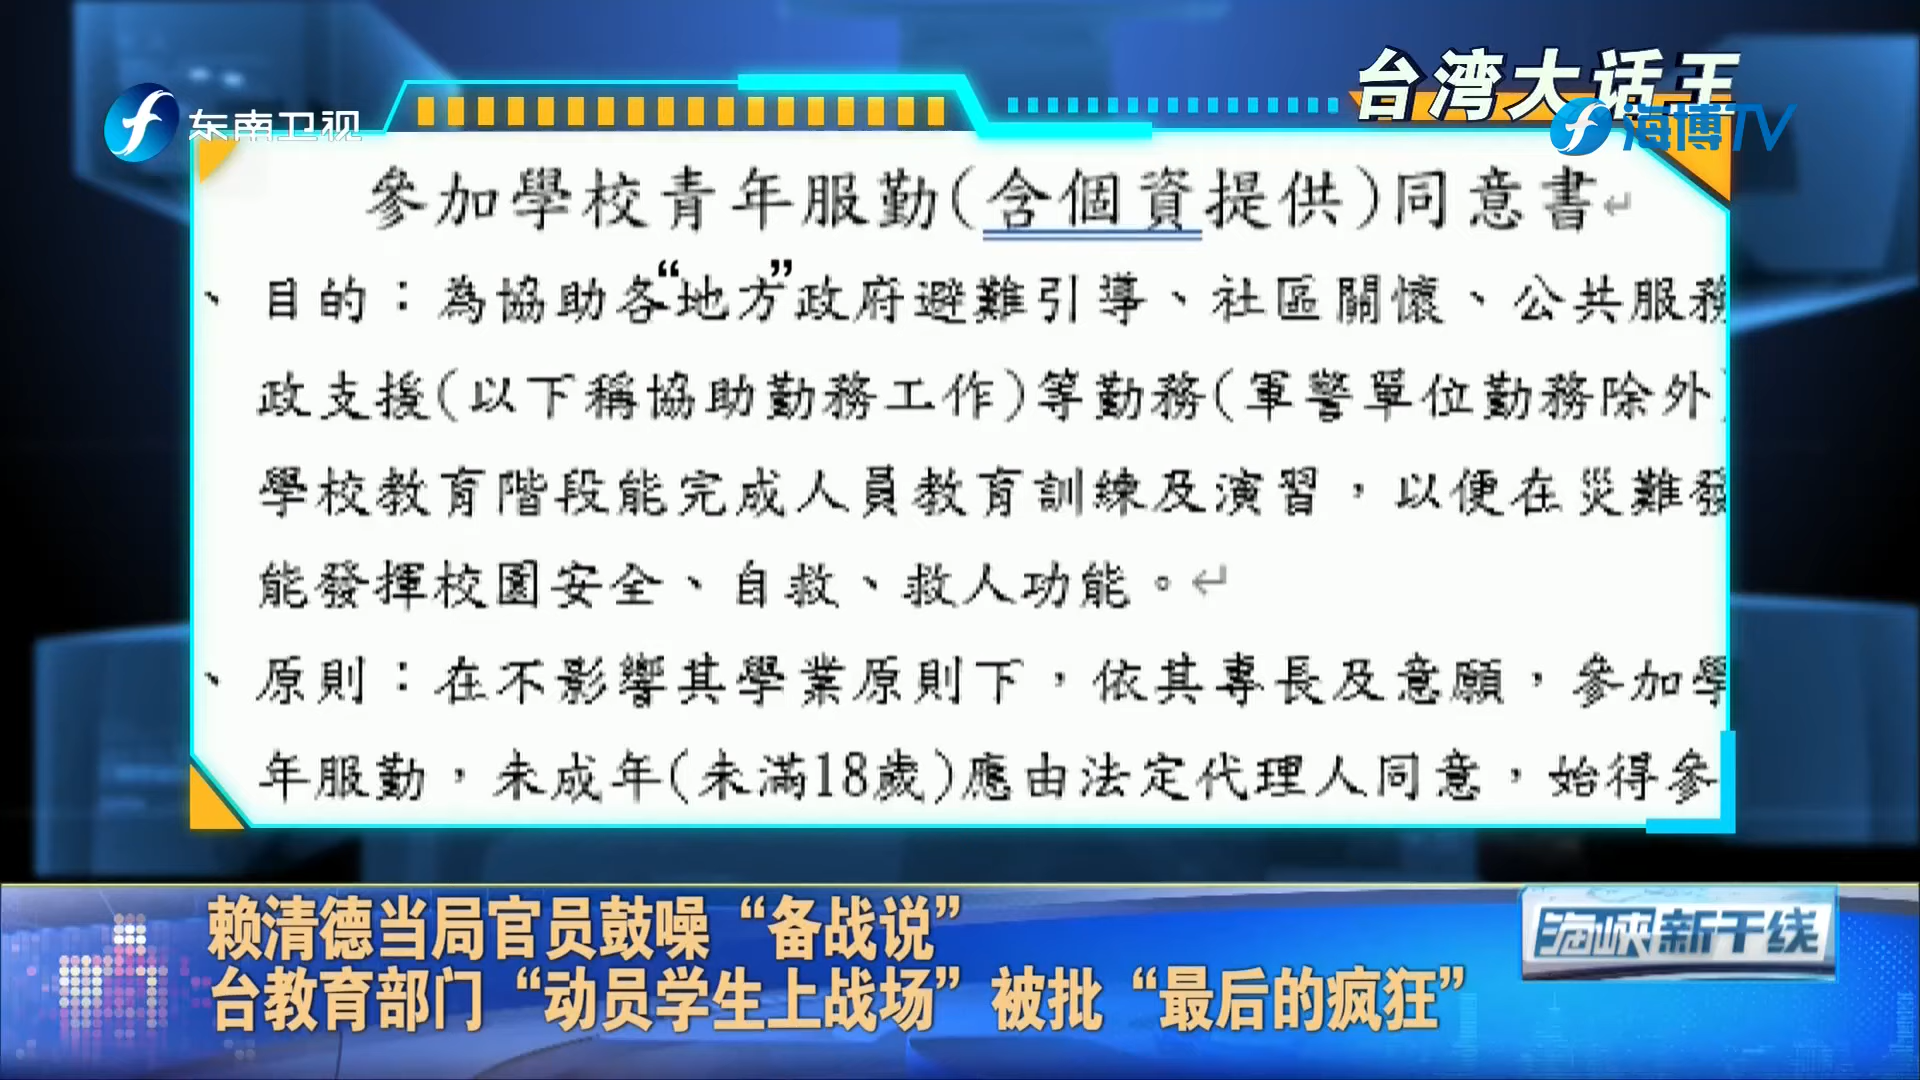 台湾大话王
东南卫视
海博TV
參加學校青年服勤(含個資提供)同意書
、目的：為協助各“地方”政府避難引導、社區關懷、公共服務
政支援(以下稱協助勤務工作)等勤務(軍警單位勤務除外)
學校教育階段能完成人員教育訓練及演習，以便在災難發
能發揮校園安全、自救、救人功能。
、原則：在不影響其學業原則下，依其專長及意願，參加學
年服勤，未成年(未滿18歲)應由法定代理人同意，始得參
赖清德当局官员鼓噪“备战说”
台教育部门“动员学生上战场”被批“最后的疯狂”
海峡新干线